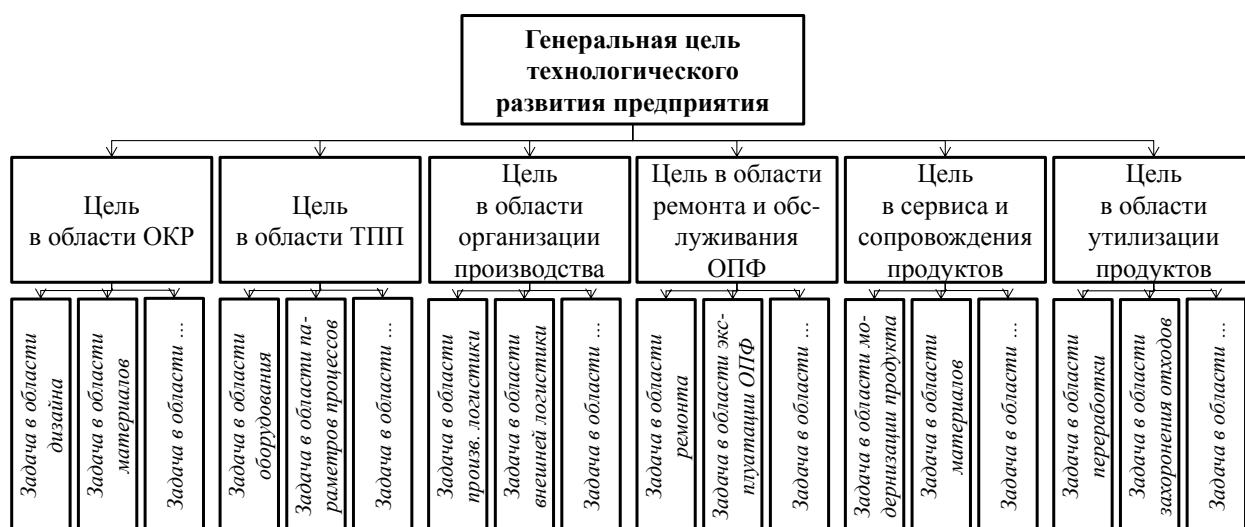 Генеральная цель
технологического
развития предприятия
Цель
в области ОКР
Цель
в области ТПП
Цель
в области
организации
производства
Цель в области
ремонта и обс-
луживания
ОПФ
Цель
в сервиса и
сопровождения
продуктов
Цель
в области
утилизации
продуктов
Задача в области
дизайна
Задача в области
материалов
Задача в области ...
Задача в области
оборудования
Задача в области па-
раметров процессов
Задача в области ...
Задача в области
произв. логистики
Задача в области
внешней логистики
Задача в области ...
Задача в области
ремонта
Задача в области экс-
плуатации ОПФ
Задача в области ...
Задача в области мо-
дернизации продукта
Задача в области
материалов
Задача в области ...
Задача в области
переработки
Задача в области
захоронения отходов
Задача в области ...